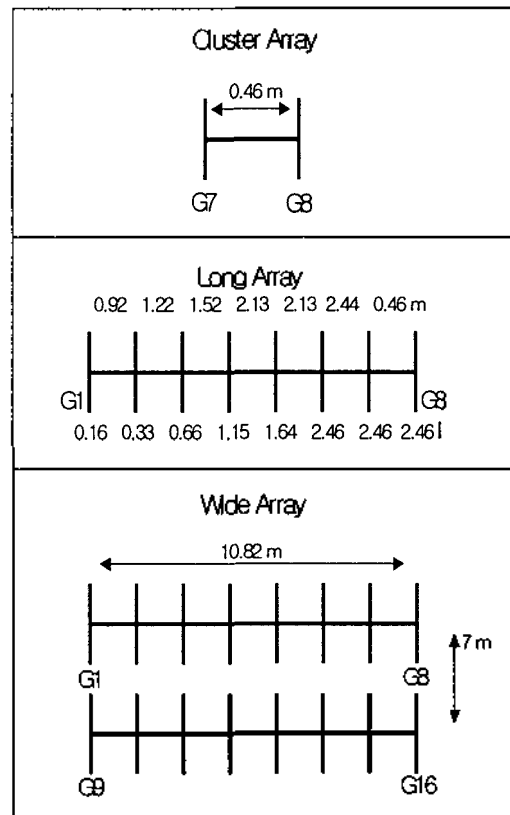 Cluster Array
0.46 m
G7 G8
Long Array
0.92 1.22 1.52 2.13 2.13 2.44 0.46 m
G1 G8
0.16 0.33 0.66 1.15 1.64 2.46 2.46 2.46 l
Wide Array
10.82 m
7 m
G1 G8
G9 G16